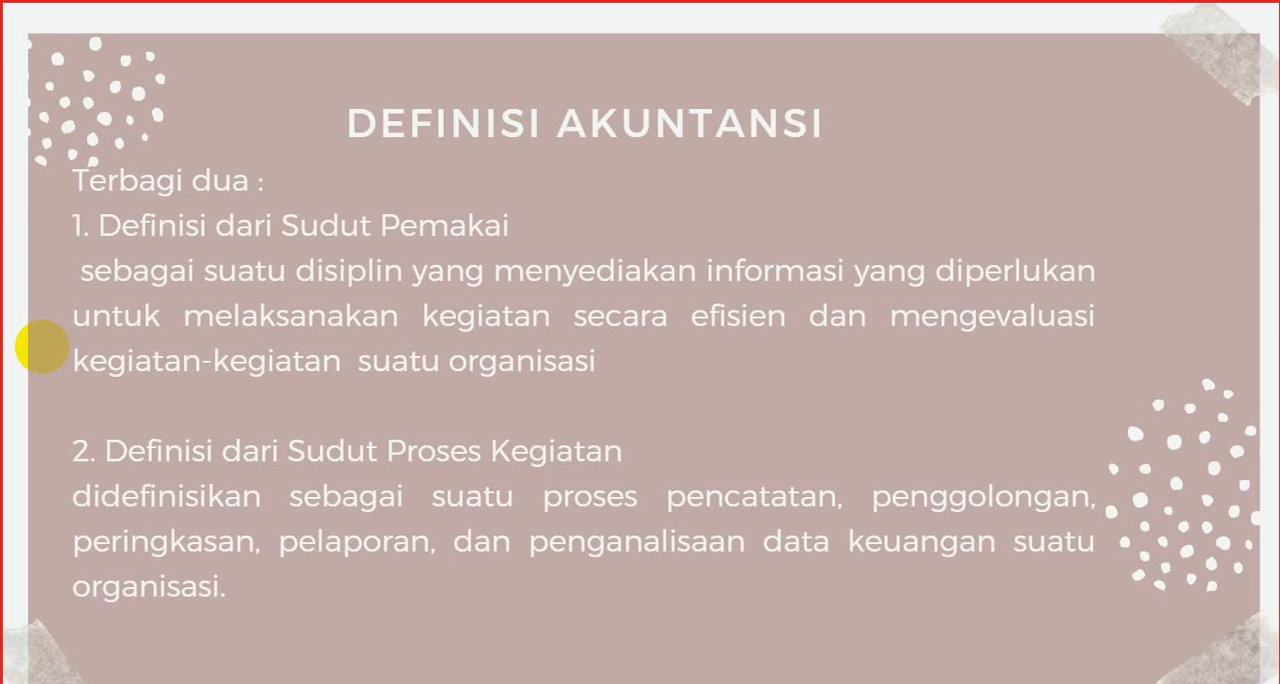 DEFINISI AKUNTANSI
Terbagi dua :
1. Definisi dari Sudut Pemakai
sebagai suatu disiplin yang menyediakan informasi yang diperlukan
untuk melaksanakan kegiatan secara efisien dan mengevaluasi
kegiatan-kegiatan suatu organisasi
2. Definisi dari Sudut Proses Kegiatan
didefinisikan sebagai suatu proses pencatatan, penggolongan,
peringkasan, pelaporan, dan penganalisaan data keuangan suatu
organisasi.